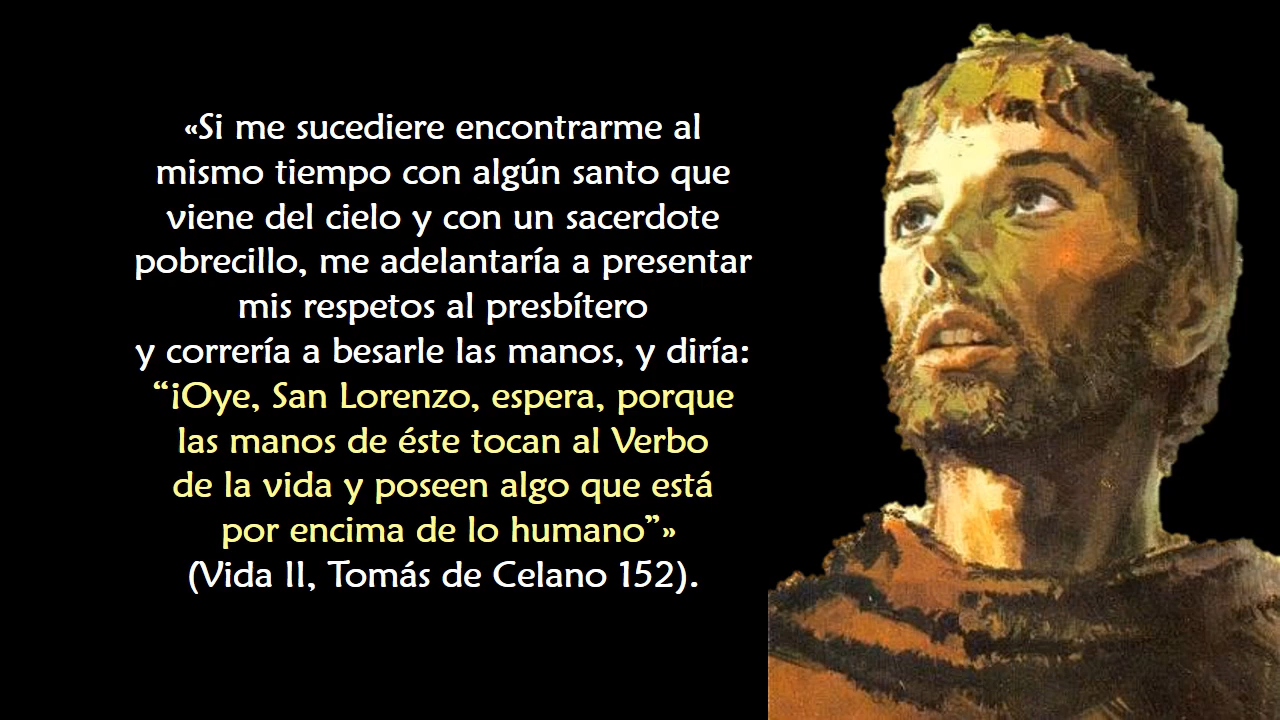 «Si me sucediere encontrarme al
mismo tiempo con algún santo que
viene del cielo y con un sacerdote
pobrecillo, me adelantaría a presentar
mis respetos al presbítero
y correría a besarle las manos, y diría:
“¡Oye, San Lorenzo, espera, porque
las manos de éste tocan al Verbo
de la vida y poseen algo que está
por encima de lo humano”»
(Vida II, Tomás de Celano 152).